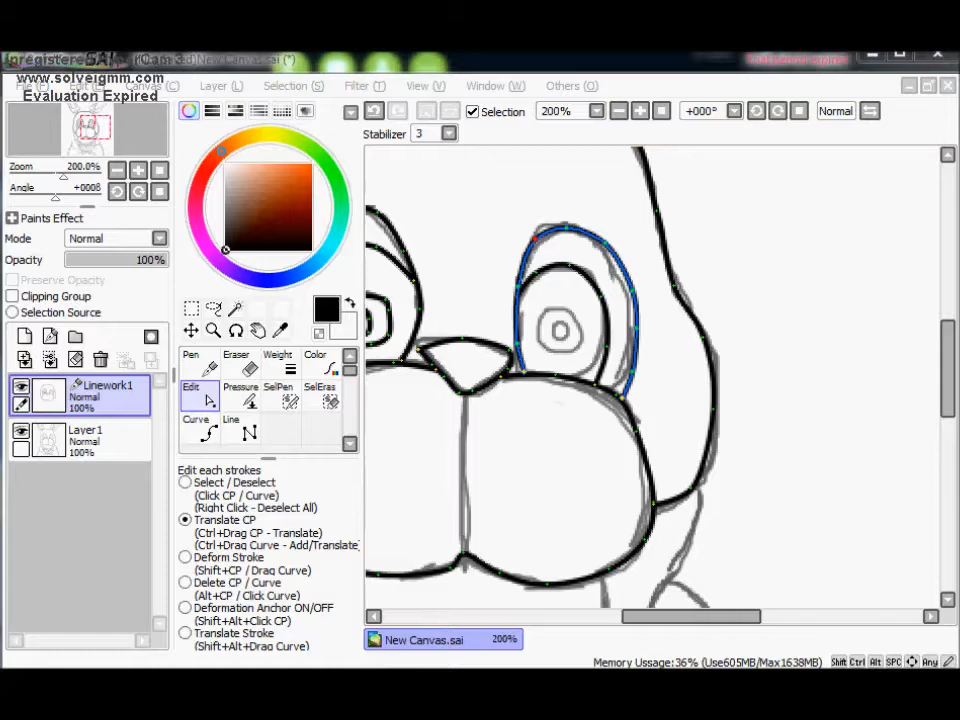 www.solveigmm.com
Evaluation Expired
New Canvas.sai (*)
Layer (L)
Selection (S)
Filter (T)
View (V)
Window (W)
Others (O)
Selection
200%
+000°
Normal
Stabilizer 3
Zoom 200.0%
Angle
Paints Effect
Mode Normal
Opacity 100%
Preserve Opacity
Clipping Group
Selection Source
Linework1
Normal
100%
Layer1
Normal
100%
Pen Eraser Weight Color
Edit Pressure SelPen SelEras
Curve Line
Edit each strokes
Select / Deselect
(Click CP / Curve)
(Right Click - Deselect All)
Translate CP
(Ctrl+Drag CP - Translate)
(Ctrl+Drag Curve - Add/Translate
Deform Stroke
(Shift+CP / Drag Curve)
Delete CP / Curve
(Alt+CP / Click Curve)
Deformation Anchor ON/OFF
(Shift+Alt+Click CP)
Translate Stroke
(Shift+Alt+Drag Curve)
New Canvas.sai 200%
Memory Ussage:36% (Use605MB/Max1638MB)
Shift Ctrl Alt SPC Any